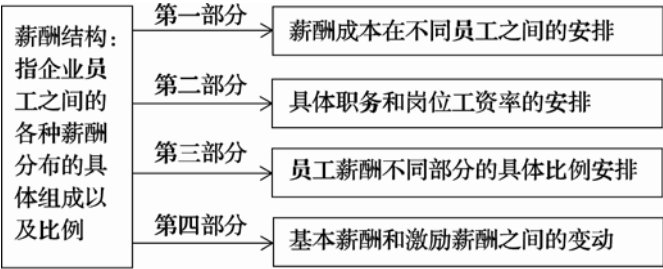 薪酬结构：
指企业员
工之间的
各种薪酬
分布的具
体组成以
及比例
第一部分
薪酬成本在不同员工之间的安排
第二部分
具体职务和岗位工资率的安排
第三部分
员工薪酬不同部分的具体比例安排
第四部分
基本薪酬和激励薪酬之间的变动